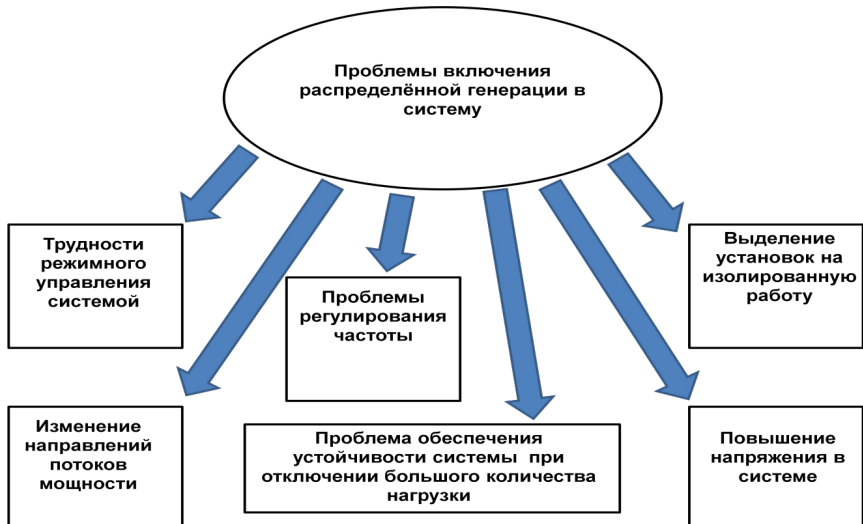 Проблемы включения
распределённой генерации в
систему
Трудности
режимного
управления
системой
Проблемы
регулирования
частоты
Выделение
установок на
изолированную
работу
Изменение
направлений
потоков
мощности
Проблема обеспечения
устойчивости системы при
отключении большого количества
нагрузки
Повышение
напряжения в
системе